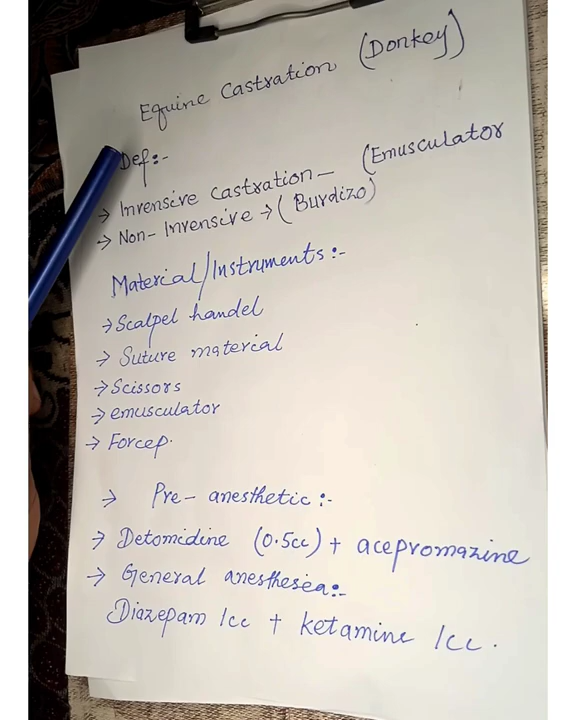 Equine Castration (Donkey)
Def:-
→ Invensive Castration - (Emusculator
→ Non-Invensive → (Burdizo)
Material/Instruments:-
→ Scalpel handel
→ Suture material
→ Scissors
→ emusculator
→ Forcep.
→ Pre-anesthetic:-
→ Detomidine (0.5cc) + acepromazine
→ General anesthesea:-
Diazepam 1cc + ketamine 1cc.